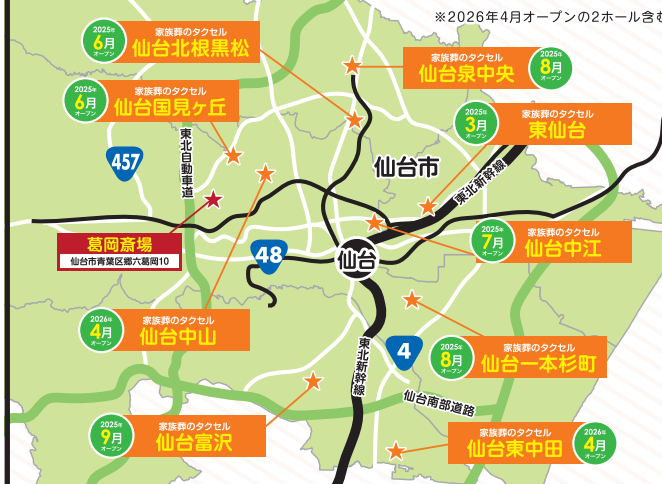 ※2026年4月オープンの2ホール含む
2025年
6月
オープン
家族葬のタクセル
仙台北根黒松
家族葬のタクセル
仙台泉中央
2025年
8月
オープン
2025年
6月
オープン
家族葬のタクセル
仙台国見ヶ丘
2025年
3月
オープン
家族葬のタクセル
東仙台
457
東北自動車道
仙台市
東北新幹線
葛岡斎場
仙台市青葉区郷六葛岡10
48
仙台
2025年
7月
オープン
家族葬のタクセル
仙台中江
2026年
4月
オープン
家族葬のタクセル
仙台中山
東北新幹線
4
2025年
8月
オープン
家族葬のタクセル
仙台一本杉町
仙台南部道路
2025年
9月
オープン
家族葬のタクセル
仙台富沢
家族葬のタクセル
仙台東中田
2026年
4月
オープン